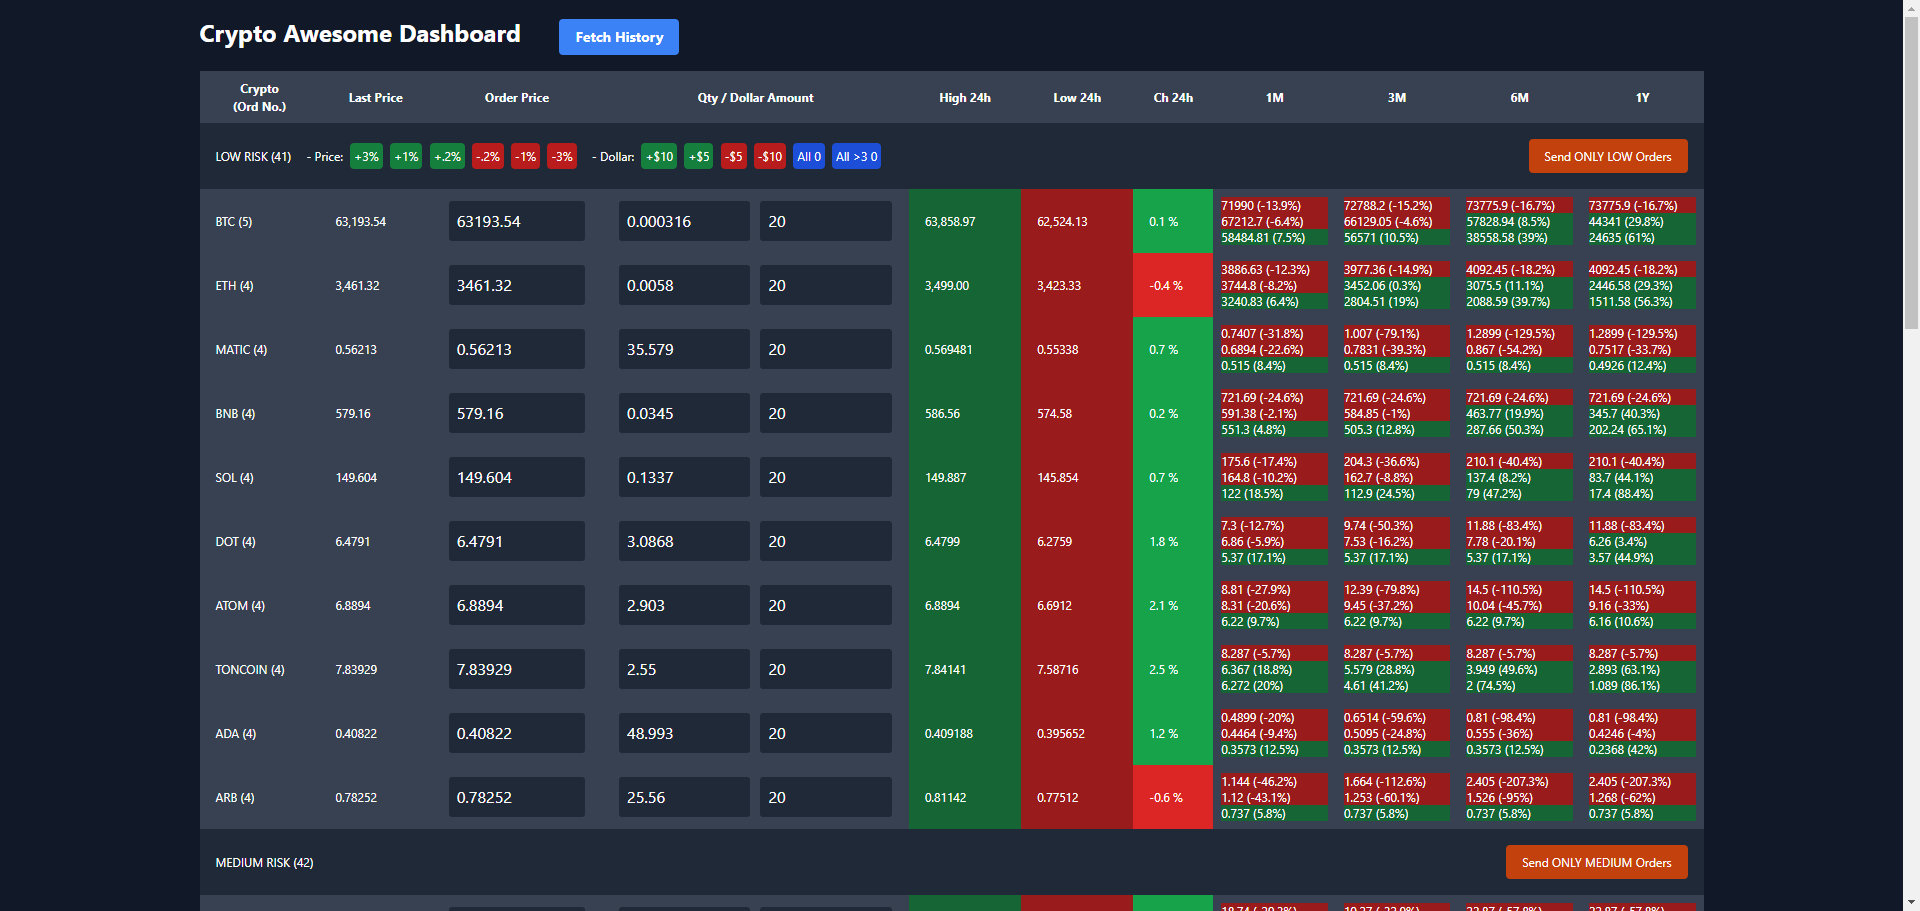 Crypto Awesome Dashboard Fetch History
Crypto (Ord No.) Last Price Order Price Qty / Dollar Amount High 24h Low 24h Ch 24h 1M 3M 6M 1Y
LOW RISK (41) - Price: +3% +1% +.2% -.2% -1% -3% - Dollar: +$10 +$5 -$5 -$10 All 0 All >3 0 Send ONLY LOW Orders
71990 (-13.9%) 72788.2 (-15.2%) 73775.9 (-16.7%) 73775.9 (-16.7%)
BTC (5) 63,193.54 63193.54 0.000316 20 63,858.97 62,524.13 0.1 % 67212.7 (-6.4%) 66129.05 (-4.6%) 57828.94 (8.5%) 44341 (29.8%)
58484.81 (7.5%) 56571 (10.5%) 38558.58 (39%) 24635 (61%)
3886.63 (-12.3%) 3977.36 (-14.9%) 4092.45 (-18.2%) 4092.45 (-18.2%)
ETH (4) 3,461.32 3461.32 0.0058 20 3,499.00 3,423.33 -0.4 % 3744.8 (-8.2%) 3452.06 (0.3%) 3075.5 (11.1%) 2446.58 (29.3%)
3240.83 (6.4%) 2804.51 (19%) 2088.59 (39.7%) 1511.58 (56.3%)
0.7407 (-31.8%) 1.007 (-79.1%) 1.2899 (-129.5%) 1.2899 (-129.5%)
MATIC (4) 0.56213 0.56213 35.579 20 0.569481 0.55338 0.7 % 0.6894 (-22.6%) 0.7831 (-39.3%) 0.867 (-54.2%) 0.7517 (-33.7%)
0.515 (8.4%) 0.515 (8.4%) 0.515 (8.4%) 0.4926 (12.4%)
721.69 (-24.6%) 721.69 (-24.6%) 721.69 (-24.6%) 721.69 (-24.6%)
BNB (4) 579.16 579.16 0.0345 20 586.56 574.58 0.2 % 591.38 (-2.1%) 584.85 (-1%) 463.77 (19.9%) 345.7 (40.3%)
551.3 (4.8%) 505.3 (12.8%) 287.66 (50.3%) 202.24 (65.1%)
175.6 (-17.4%) 204.3 (-36.6%) 210.1 (-40.4%) 210.1 (-40.4%)
SOL (4) 149.604 149.604 0.1337 20 149.887 145.854 0.7 % 164.8 (-10.2%) 162.7 (-8.8%) 137.4 (8.2%) 83.7 (44.1%)
122 (18.5%) 112.9 (24.5%) 79 (47.2%) 17.4 (88.4%)
7.3 (-12.7%) 9.74 (-50.3%) 11.88 (-83.4%) 11.88 (-83.4%)
DOT (4) 6.4791 6.4791 3.0868 20 6.4799 6.2759 1.8 % 6.86 (-5.9%) 7.53 (-16.2%) 7.78 (-20.1%) 6.26 (3.4%)
5.37 (17.1%) 5.37 (17.1%) 5.37 (17.1%) 3.57 (44.9%)
8.81 (-27.9%) 12.39 (-79.8%) 14.5 (-110.5%) 14.5 (-110.5%)
ATOM (4) 6.8894 6.8894 2.903 20 6.8894 6.6912 2.1 % 8.31 (-20.6%) 9.45 (-37.2%) 10.04 (-45.7%) 9.16 (-33%)
6.22 (9.7%) 6.22 (9.7%) 6.22 (9.7%) 6.16 (10.6%)
8.287 (-5.7%) 8.287 (-5.7%) 8.287 (-5.7%) 8.287 (-5.7%)
TONCOIN (4) 7.83929 7.83929 2.55 20 7.84141 7.58716 2.5 % 6.367 (18.8%) 5.579 (28.8%) 3.949 (49.6%) 2.893 (63.1%)
6.272 (20%) 4.61 (41.2%) 2 (74.5%) 1.089 (86.1%)
0.4899 (-20%) 0.6514 (-59.6%) 0.81 (-98.4%) 0.81 (-98.4%)
ADA (4) 0.40822 0.40822 48.993 20 0.409188 0.395652 1.2 % 0.4464 (-9.4%) 0.5095 (-24.8%) 0.555 (-36%) 0.4246 (-4%)
0.3573 (12.5%) 0.3573 (12.5%) 0.3573 (12.5%) 0.2368 (42%)
1.144 (-46.2%) 1.664 (-112.6%) 2.405 (-207.3%) 2.405 (-207.3%)
ARB (4) 0.78252 0.78252 25.56 20 0.81142 0.77512 -0.6 % 1.12 (-43.1%) 1.253 (-60.1%) 1.526 (-95%) 1.268 (-62%)
0.737 (5.8%) 0.737 (5.8%) 0.737 (5.8%) 0.737 (5.8%)
MEDIUM RISK (42) Send ONLY MEDIUM Orders